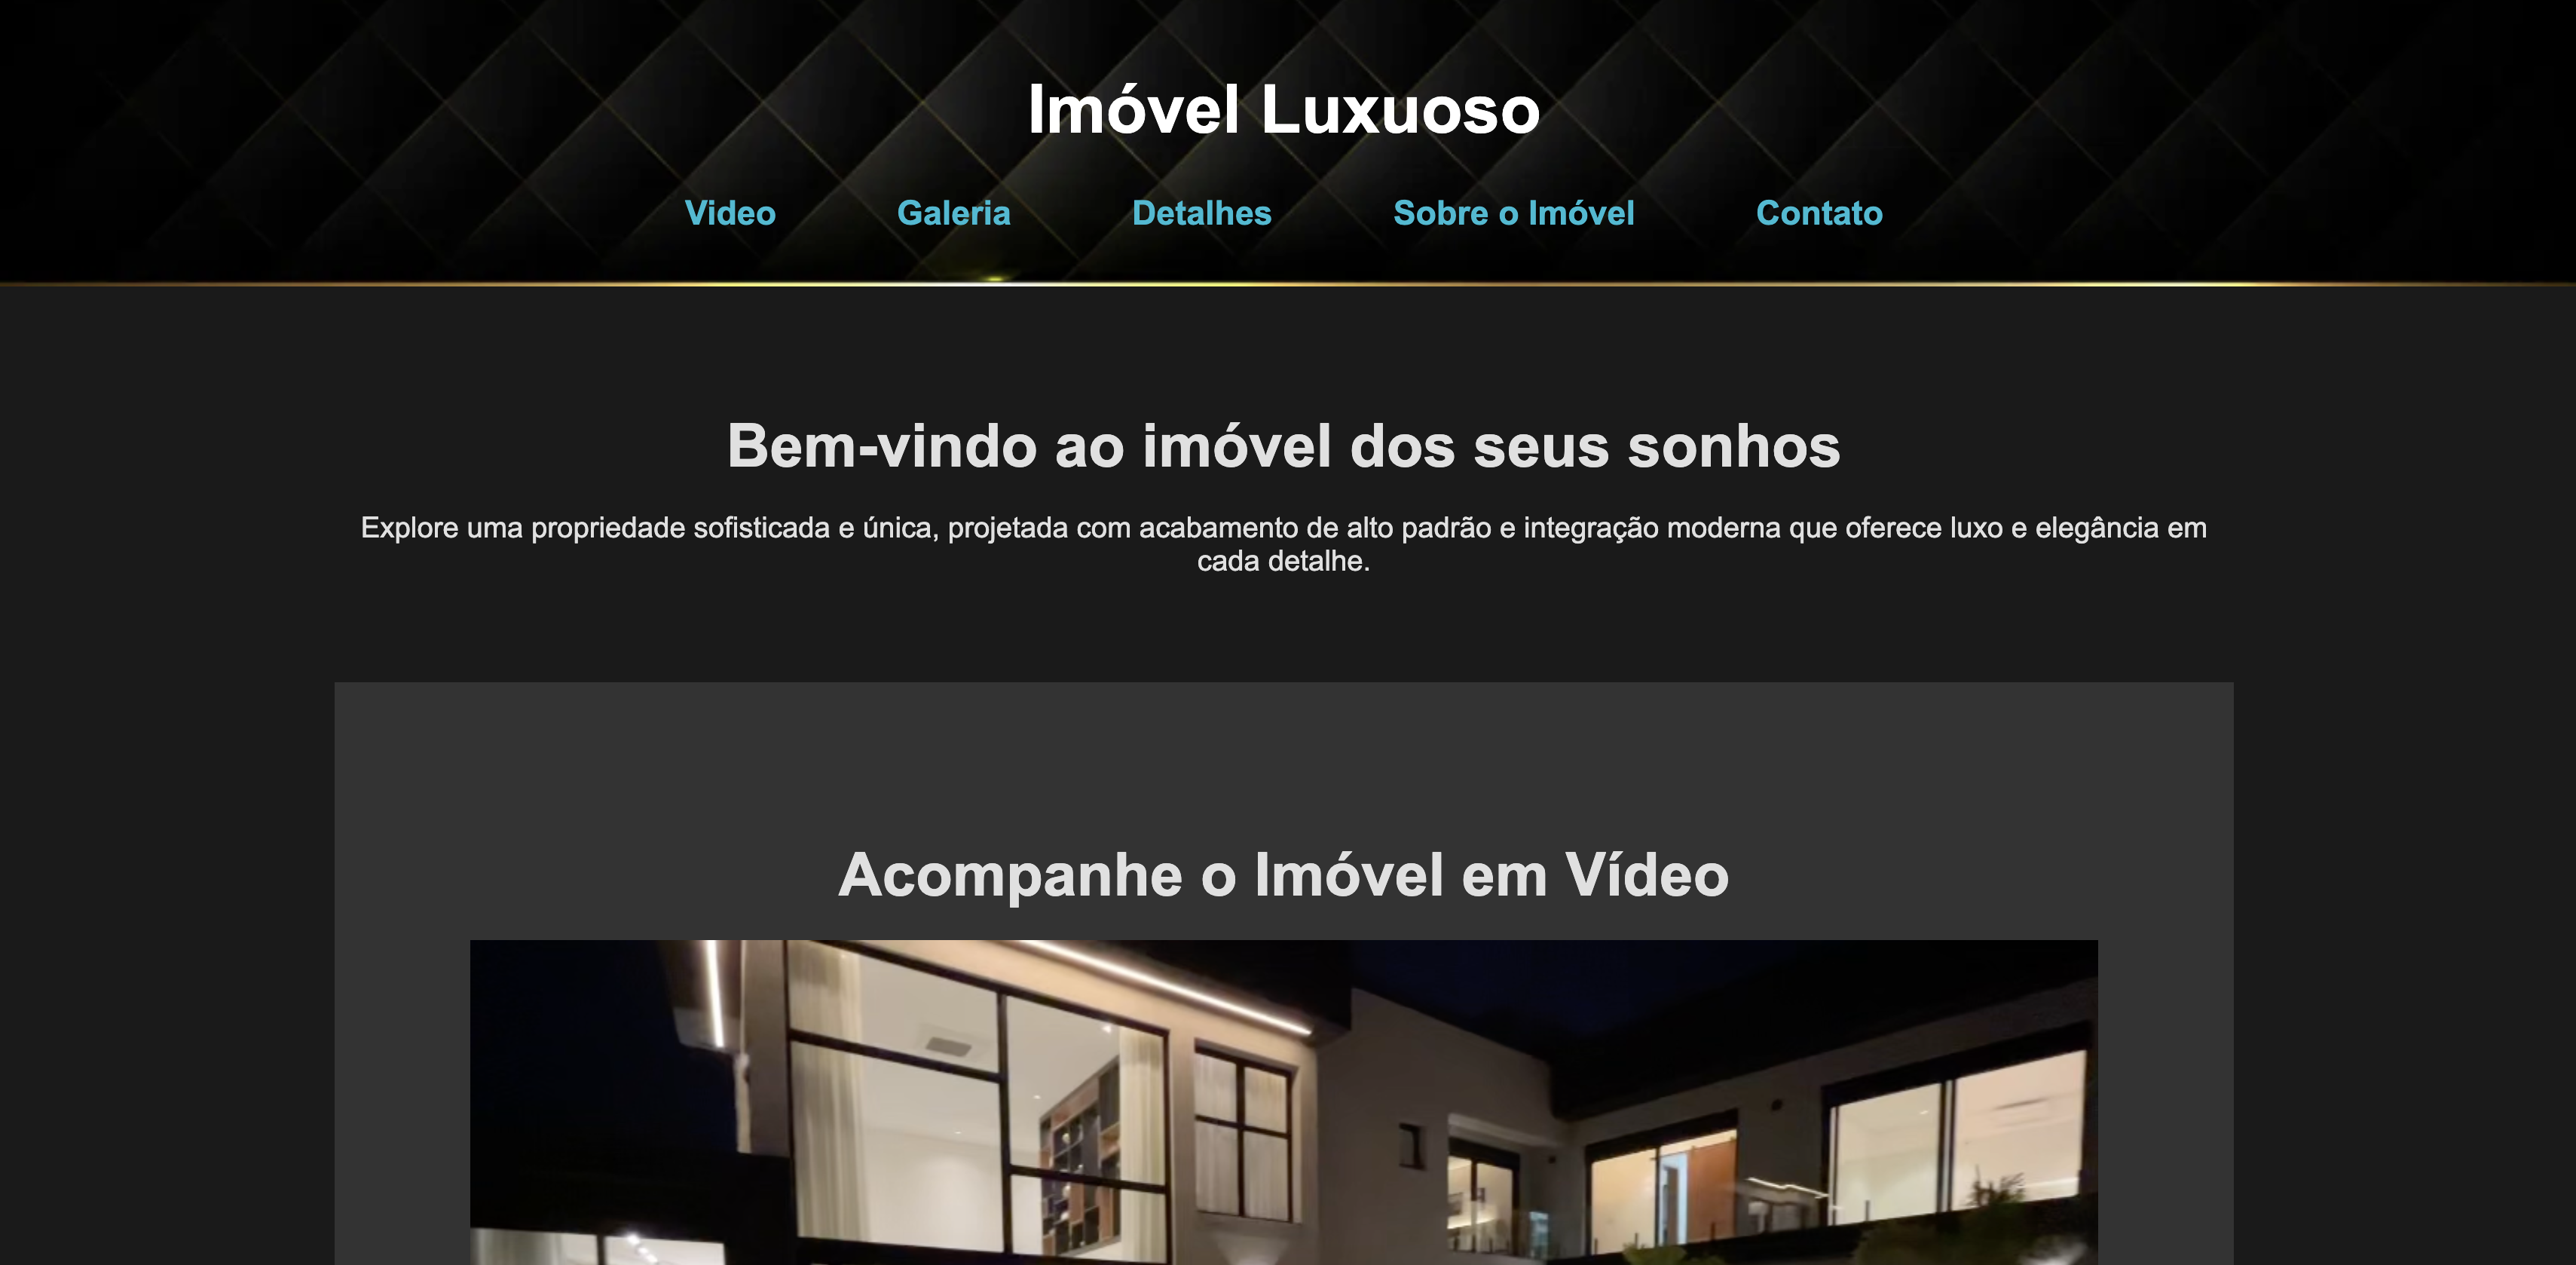 Imóvel Luxuoso
Video Galeria Detalhes Sobre o Imóvel Contato
Bem-vindo ao imóvel dos seus sonhos
Explore uma propriedade sofisticada e única, projetada com acabamento de alto padrão e integração moderna que oferece luxo e elegância em
cada detalhe.
Acompanhe o Imóvel em Vídeo